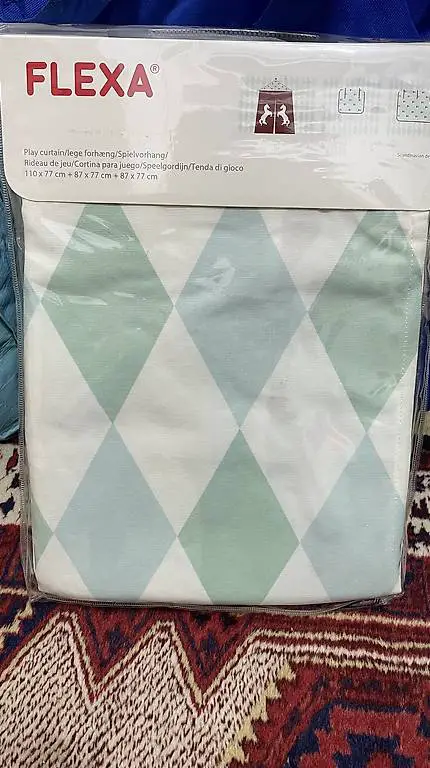 FLEXA®
Play curtain/lege forhæng/Spielvorhang/
Rideau de jeu/Cortina para juego/Speelgordijn/Tenda di gioco
110 x 77 cm + 87 x 77 cm + 87 x 77 cm
Scandinavian